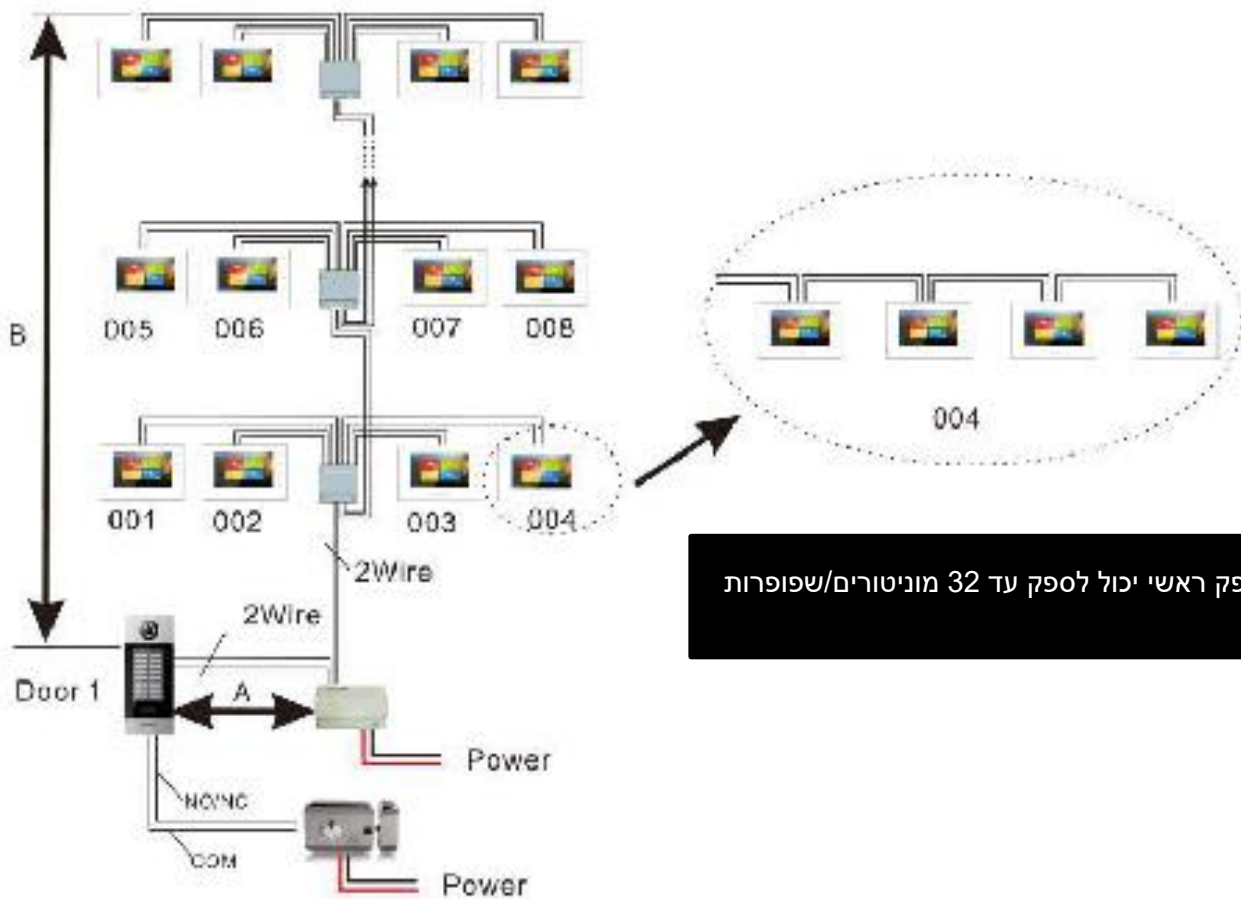 B
005
006
007
008
004
001
002
003
004
2Wire
פק ראשי יכול לספק עד 32 מוניטורים/שפופרות
2Wire
Door 1
A
Power
NO/NC
COM
Power